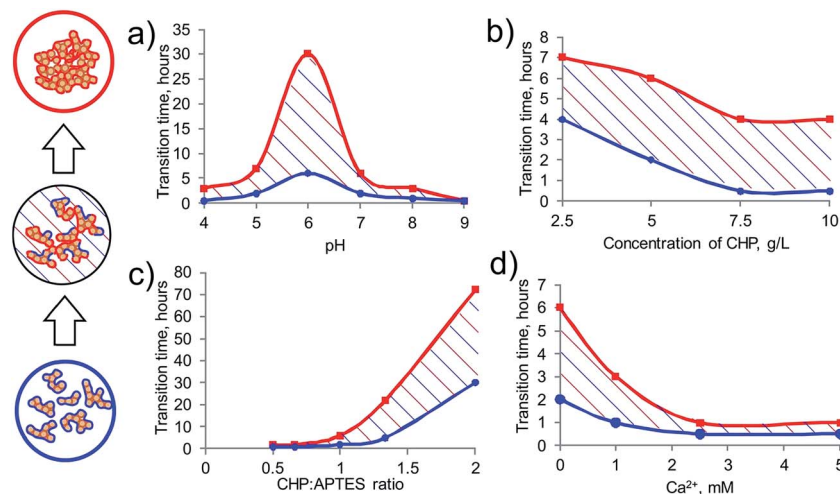 a)
Transition time, hours
35
30
25
20
15
10
5
0
4 5 6 7 8 9
pH
b)
Transition time, hours
8
7
6
5
4
3
2
1
0
2.5 5 7.5 10
Concentration of CHP, g/L
c)
Transition time, hours
80
70
60
50
40
30
20
10
0
0 0.5 1 1.5 2
CHP:APTES ratio
d)
Transition time, hours
7
6
5
4
3
2
1
0
0 1 2 3 4 5
Ca²⁺, mM